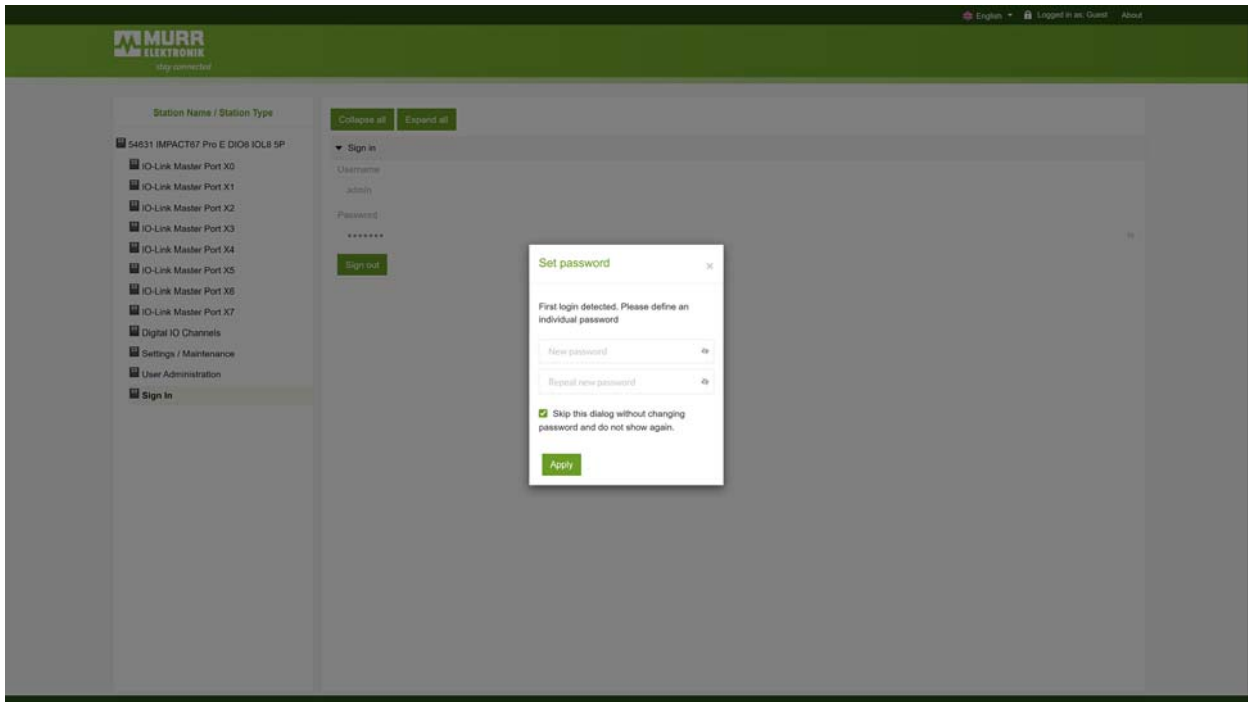 English
Logged in as: Guest
About
MURR
ELEKTRONIK
stay connected
Station Name / Station Type
54631 IMPACT67 Pro E DIO8 IOL8 5P
IO-Link Master Port X0
IO-Link Master Port X1
IO-Link Master Port X2
IO-Link Master Port X3
IO-Link Master Port X4
IO-Link Master Port X5
IO-Link Master Port X6
IO-Link Master Port X7
Digital IO Channels
Settings / Maintenance
User Administration
Sign In
Collapse all
Expand all
Sign in
Username
admin
Password
•••••••
Sign out
Set password
×
First login detected. Please define an
individual password
New password
Repeat new password
Skip this dialog without changing
password and do not show again.
Apply